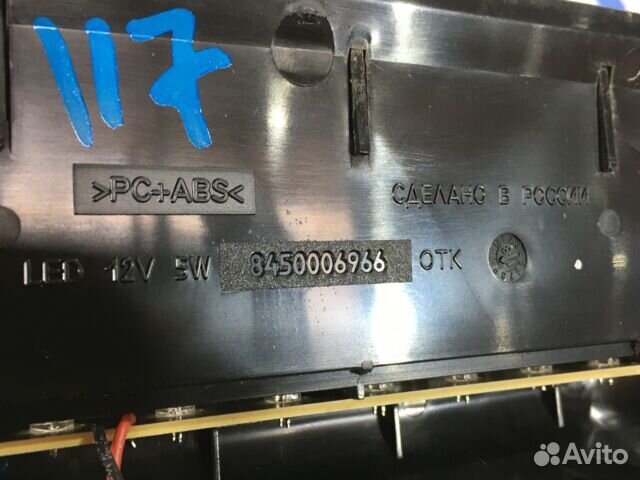 117
>PC+ABS<
СДЕЛАНО В РОССИИ
LED 12V 5W 8450006966 ОТК
Avito